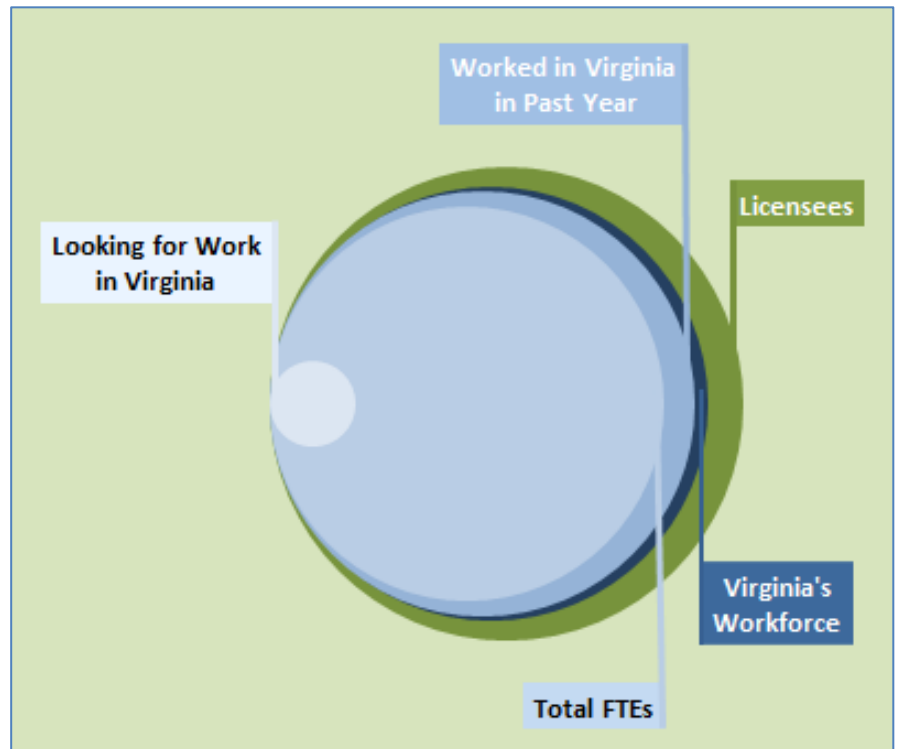 Worked in Virginia
in Past Year
Licensees
Looking for Work
in Virginia
Virginia's
Workforce
Total FTEs